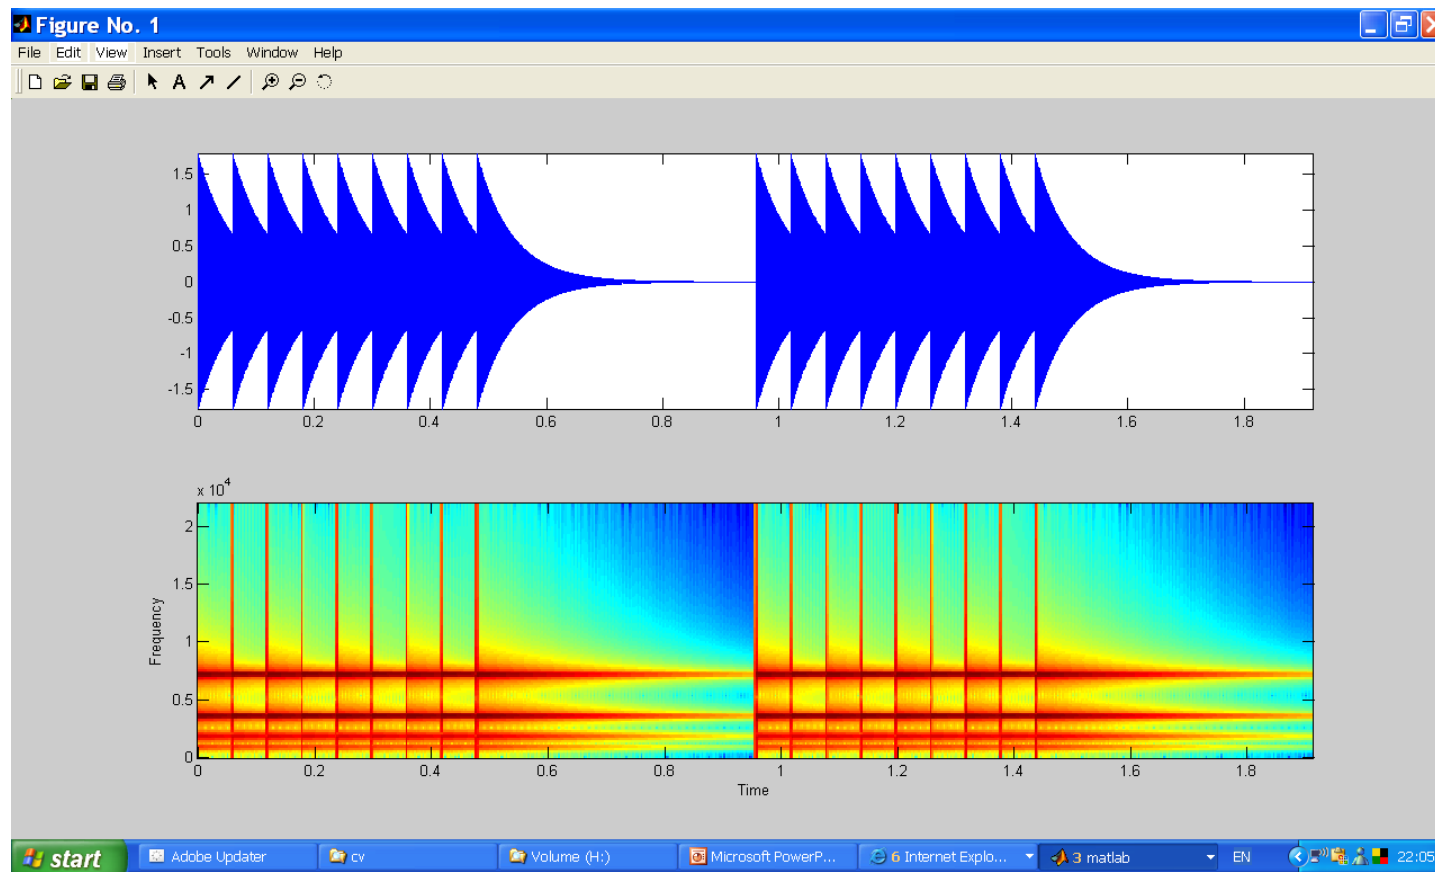 Figure No. 1
File Edit View Insert Tools Window Help
A
1.5
1
0.5
0
-0.5
-1
-1.5
0 0.2 0.4 0.6 0.8 1 1.2 1.4 1.6 1.8
x 10^4
2
1.5
1
0.5
0
Frequency
0 0.2 0.4 0.6 0.8 1 1.2 1.4 1.6 1.8
Time
start Adobe Updater cv Volume (H:) Microsoft PowerP... 6 Internet Explo... 3 matlab EN 22:05